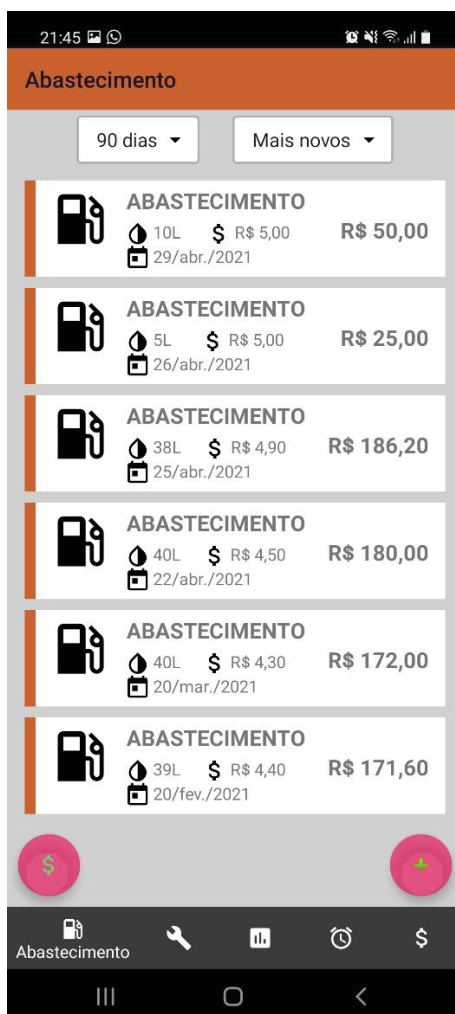 21:45
Abastecimento
90 dias Mais novos
ABASTECIMENTO
10L $ R$ 5,00 R$ 50,00
29/abr./2021
ABASTECIMENTO
5L $ R$ 5,00 R$ 25,00
26/abr./2021
ABASTECIMENTO
38L $ R$ 4,90 R$ 186,20
25/abr./2021
ABASTECIMENTO
40L $ R$ 4,50 R$ 180,00
22/abr./2021
ABASTECIMENTO
40L $ R$ 4,30 R$ 172,00
20/mar./2021
ABASTECIMENTO
39L $ R$ 4,40 R$ 171,60
20/fev./2021
$ +
Abastecimento $